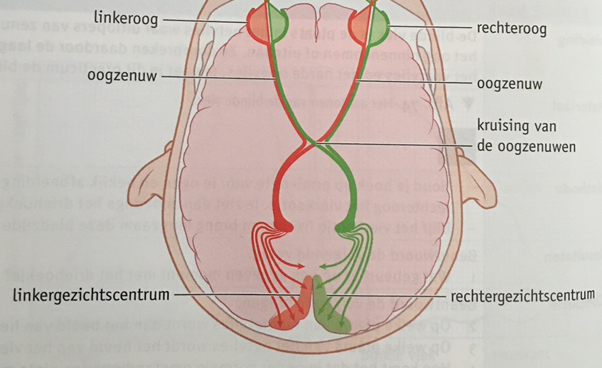 linkeroog
rechteroog
oogzenuw
oogzenuw
kruising van
de oogzenuwen
linkergezichtscentrum
rechtergezichtscentrum